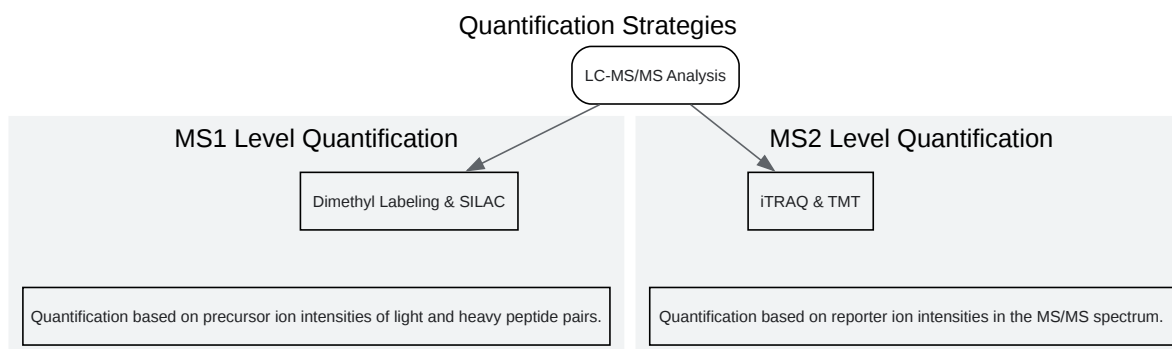 Quantification Strategies
LC-MS/MS Analysis
MS1 Level Quantification
Dimethyl Labeling & SILAC
Quantification based on precursor ion intensities of light and heavy peptide pairs.
MS2 Level Quantification
iTRAQ & TMT
Quantification based on reporter ion intensities in the MS/MS spectrum.